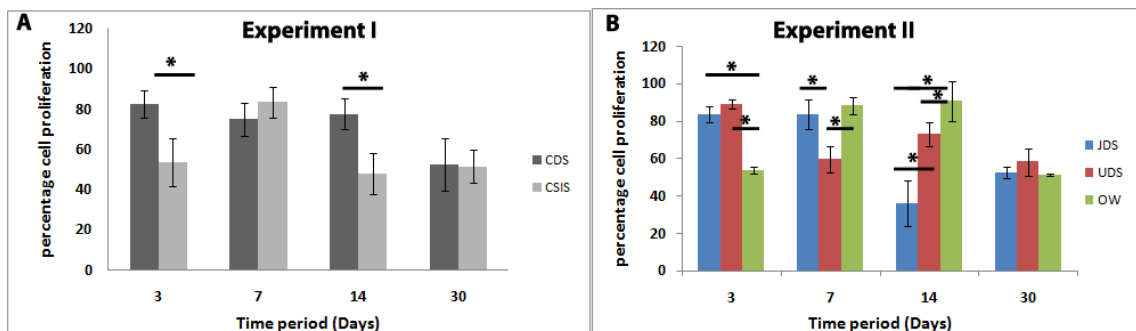 A
Experiment I
percentage cell proliferation
120
100
80
60
40
20
0
*
*
3 7 14 30
Time period (Days)
CDS
CSIS
B
Experiment II
percentage cell proliferation
120
100
80
60
40
20
0
*
*
*
*
*
*
*
3 7 14 30
Time period (Days)
JDS
UDS
OW